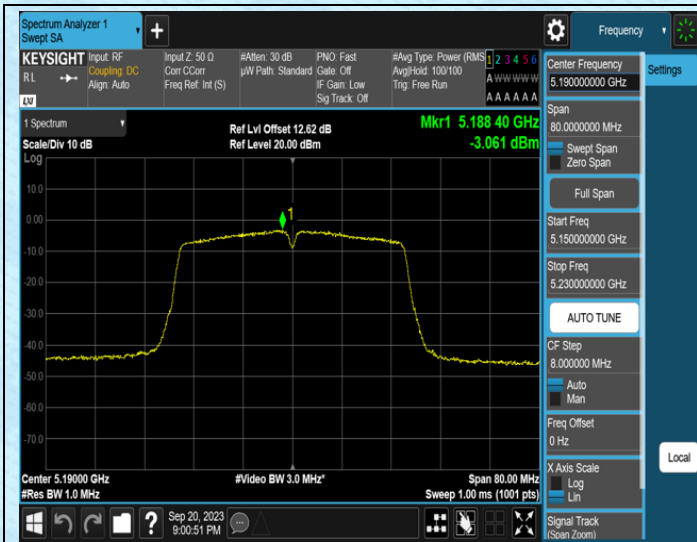 Spectrum Analyzer 1
Swept SA
Frequency
KEYSIGHT
RL
LXI
Input: RF
Coupling: DC
Align: Auto
Input Z: 50 Ω
Corr CCorr
Freq Ref: Int (S)
#Atten: 30 dB
µW Path: Standard
PNO: Fast
Gate: Off
IF Gain: Low
Sig Track: Off
#Avg Type: Power (RMS
Avg|Hold: 100/100
Trig: Free Run
1 2 3 4 5 6
A W W W W W
A A A A A A
1 Spectrum
Scale/Div 10 dB
Ref Lvl Offset 12.62 dB
Ref Level 20.00 dBm
Mkr1 5.188 40 GHz
-3.061 dBm
Log
10.0
0.00
-10.0
-20.0
-30.0
-40.0
-50.0
-60.0
-70.0
1
Center 5.19000 GHz
#Res BW 1.0 MHz
#Video BW 3.0 MHz*
Span 80.00 MHz
Sweep 1.00 ms (1001 pts)
?
Sep 20, 2023
9:00:51 PM
Center Frequency
5.190000000 GHz
Span
80.0000000 MHz
Swept Span
Zero Span
Full Span
Start Freq
5.150000000 GHz
Stop Freq
5.230000000 GHz
AUTO TUNE
CF Step
8.000000 MHz
Auto
Man
Freq Offset
0 Hz
X Axis Scale
Log
Lin
Signal Track
(Span Zoom)
Settings
Local